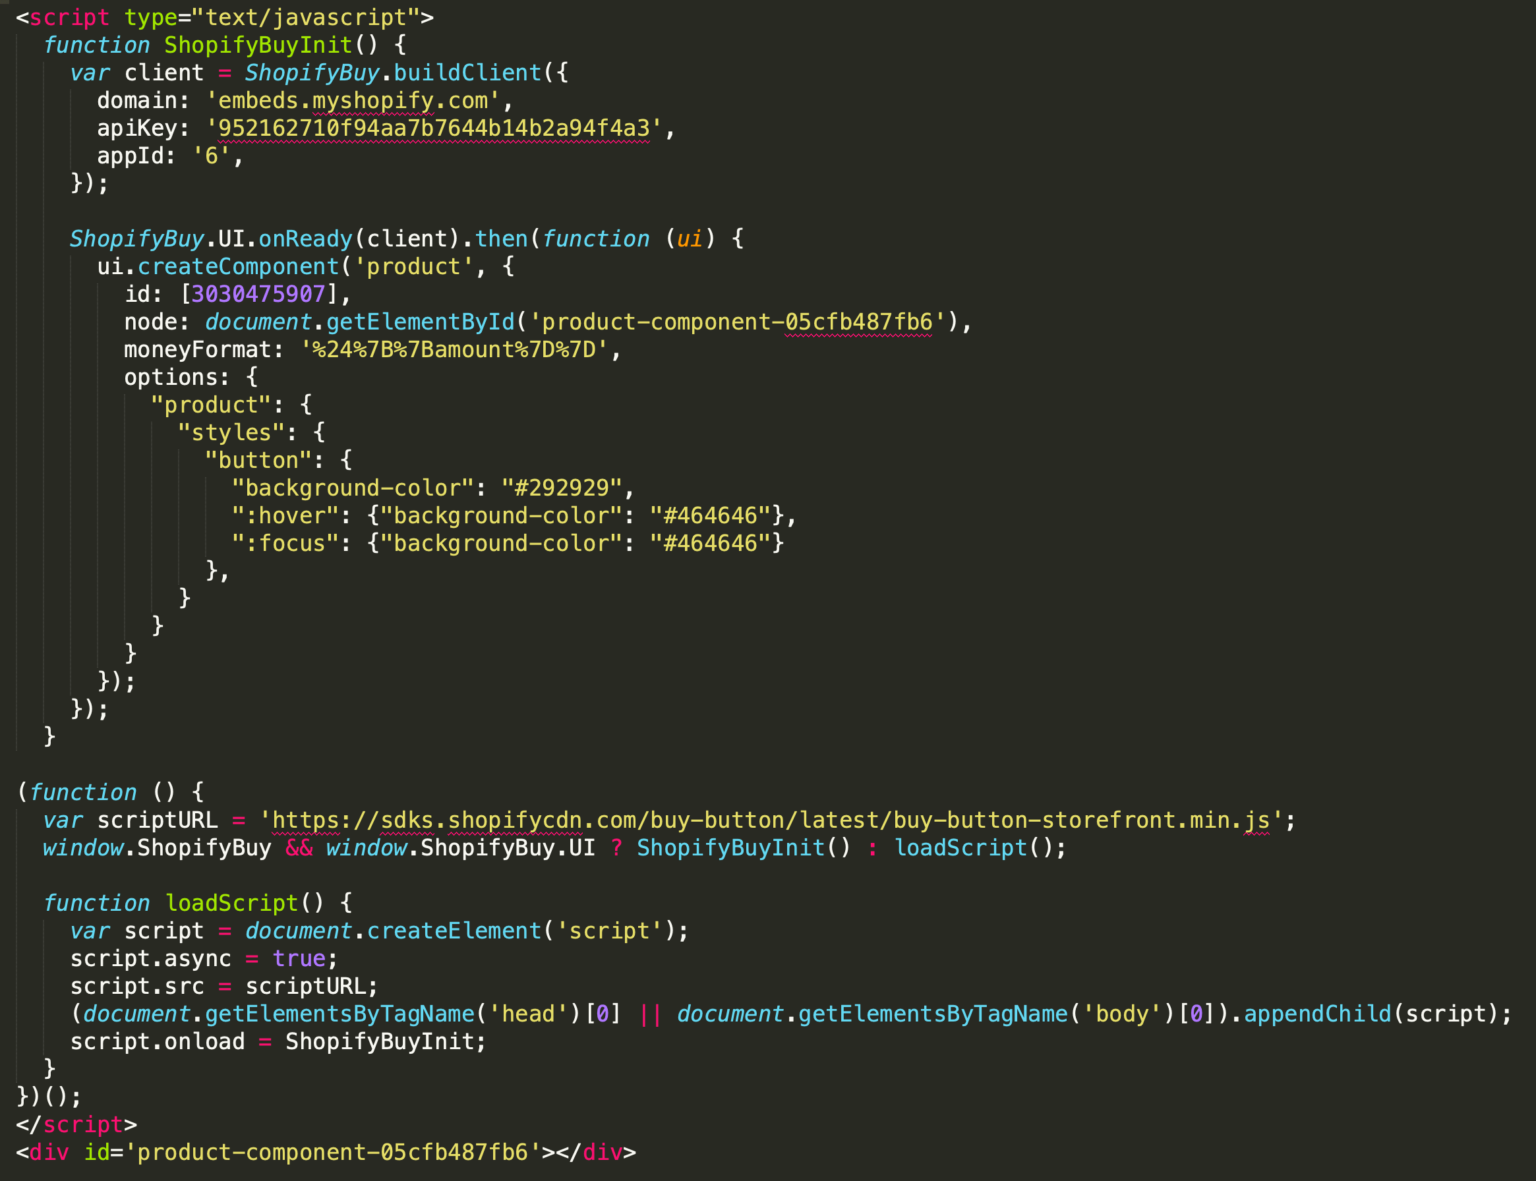 <script type="text/javascript">
  function ShopifyBuyInit() {
    var client = ShopifyBuy.buildClient({
      domain: 'embeds.myshopify.com',
      apiKey: '952162710f94aa7b7644b14b2a94f4a3',
      appId: '6',
    });

    ShopifyBuy.UI.onReady(client).then(function (ui) {
      ui.createComponent('product', {
        id: [3030475907],
        node: document.getElementById('product-component-05cfb487fb6'),
        moneyFormat: '%24%7B%7Bamount%7D%7D',
        options: {
          "product": {
            "styles": {
              "button": {
                "background-color": "#292929",
                ":hover": {"background-color": "#464646"},
                ":focus": {"background-color": "#464646"}
              },
            }
          }
        }
      });
    });
  }

(function () {
  var scriptURL = 'https://sdks.shopifycdn.com/buy-button/latest/buy-button-storefront.min.js';
  window.ShopifyBuy && window.ShopifyBuy.UI ? ShopifyBuyInit() : loadScript();

  function loadScript() {
    var script = document.createElement('script');
    script.async = true;
    script.src = scriptURL;
    (document.getElementsByTagName('head')[0] || document.getElementsByTagName('body')[0]).appendChild(script);
    script.onload = ShopifyBuyInit;
  }
})();
</script>
<div id='product-component-05cfb487fb6'></div>